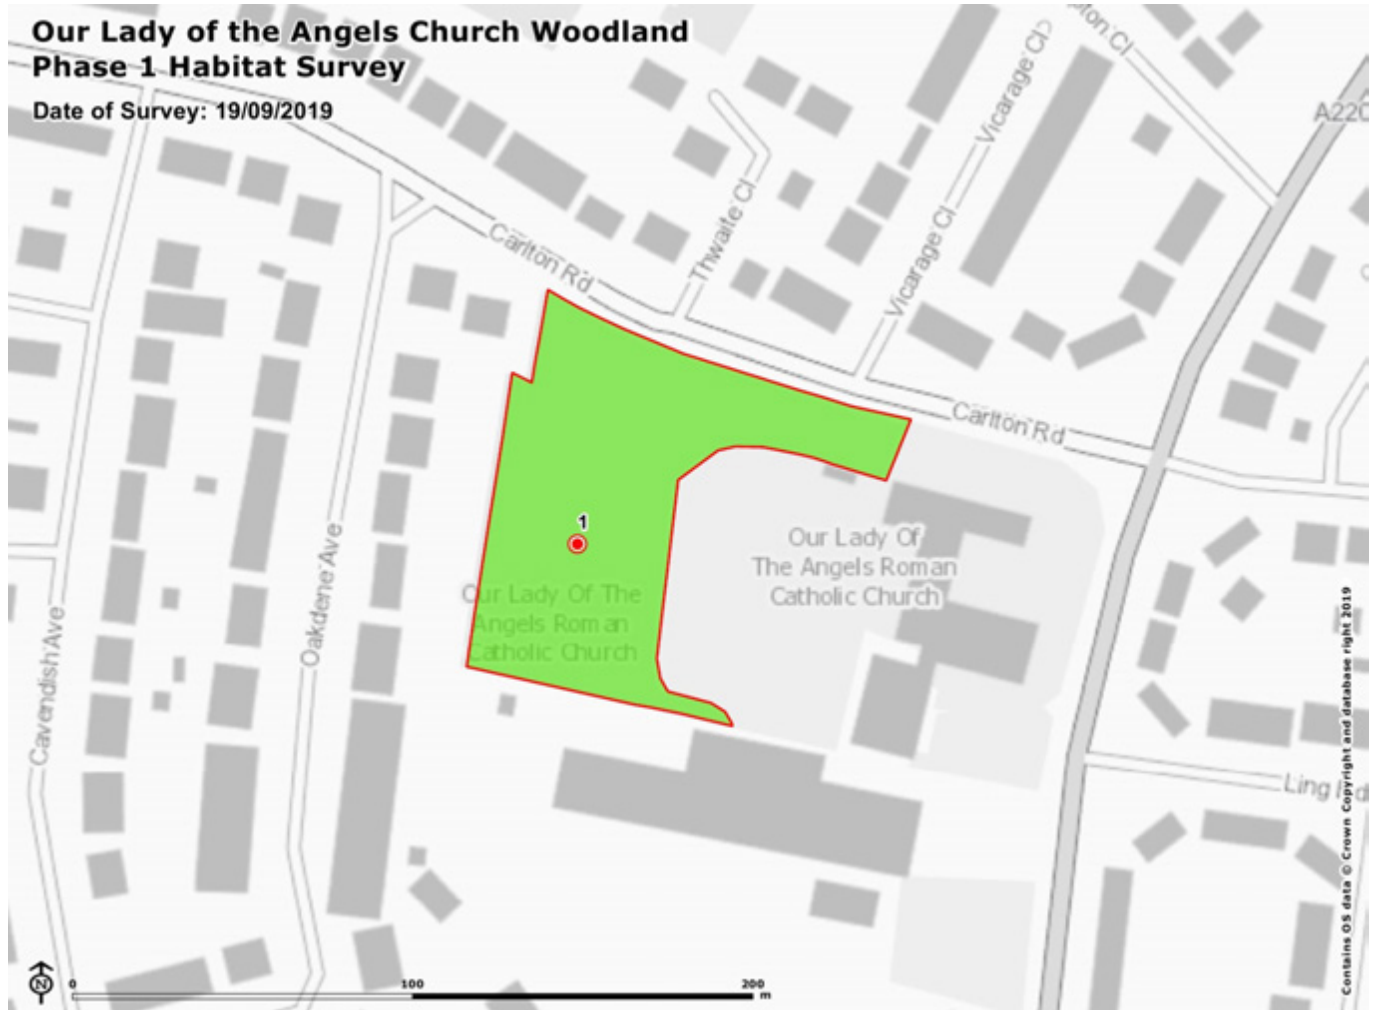 Our Lady of the Angels Church Woodland
Phase 1 Habitat Survey
Date of Survey: 19/09/2019
Vicarage Cl
A220
Thwaite Cl
Carlton Rd
Vicarage Cl
Carlton Rd
1
Our Lady Of
The Angels Roman
Catholic Church
Our Lady Of The
Angels Roman
Catholic Church
Oakdene Ave
Cavendish Ave
Contains OS data © Crown Copyright and database right 2019
N
0
100
200
m